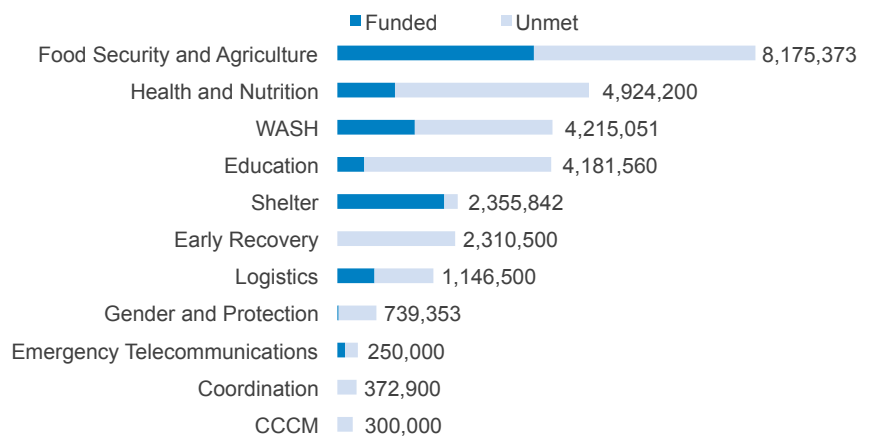 Funded Unmet
Food Security and Agriculture 8,175,373
Health and Nutrition 4,924,200
WASH 4,215,051
Education 4,181,560
Shelter 2,355,842
Early Recovery 2,310,500
Logistics 1,146,500
Gender and Protection 739,353
Emergency Telecommunications 250,000
Coordination 372,900
CCCM 300,000